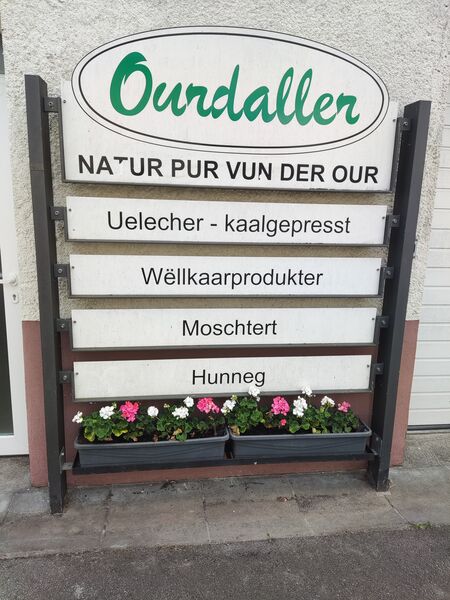 Ourdaller
NATUR PUR VUN DER OUR
Uelecher - kaalgepresst
Wëllkaarprodukter
Moschtert
Hunneg